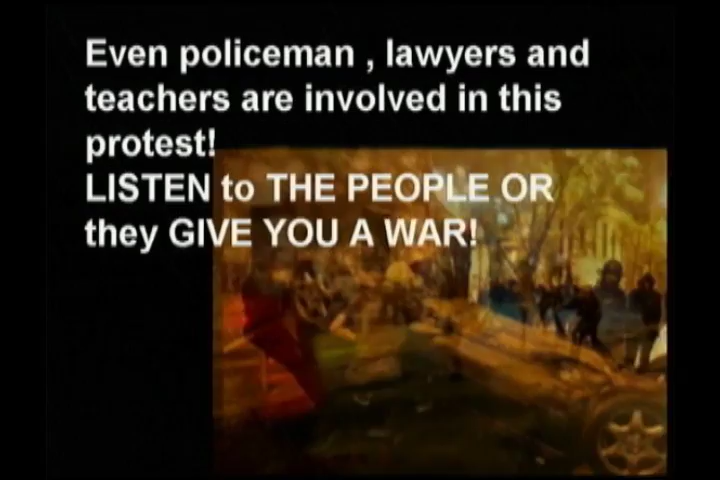 Even policeman , lawyers and
teachers are involved in this
protest!
LISTEN to THE PEOPLE OR
they GIVE YOU A WAR!